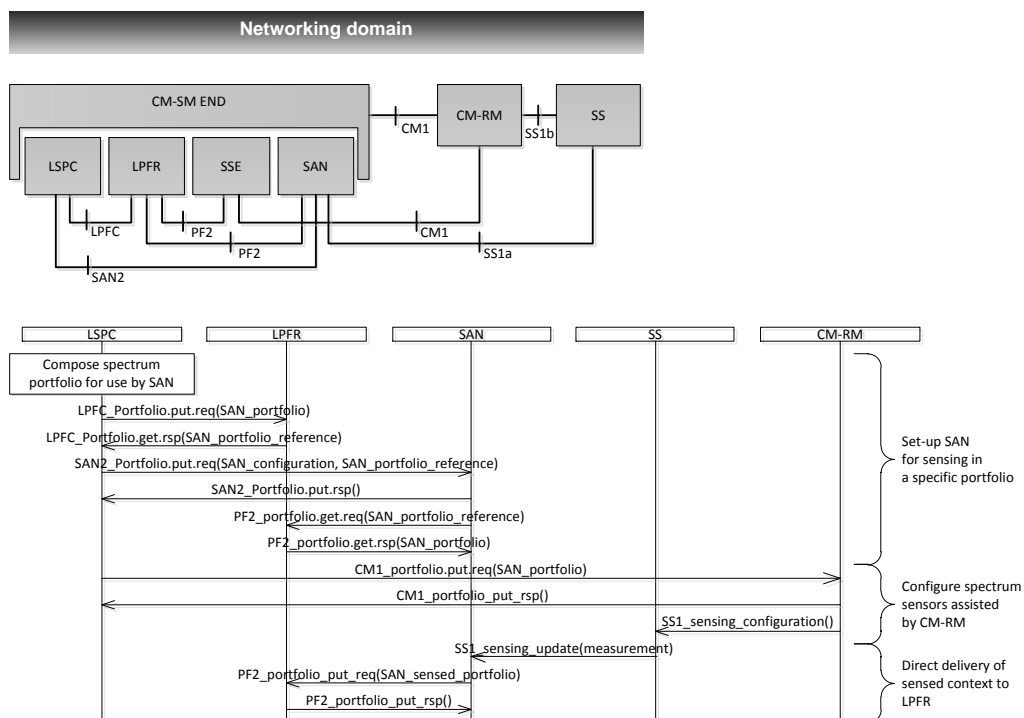 Networking domain
CM-SM END
CM-RM
SS
CM1
SS1b
LSPC
LPFR
SSE
SAN
LPFC
PF2
CM1
PF2
SS1a
SAN2
LSPC
LPFR
SAN
SS
CM-RM
Compose spectrum
portfolio for use by SAN
LPFC_Portfolio.put.req(SAN_portfolio)
LPFC_Portfolio.get.rsp(SAN_portfolio_reference)
SAN2_Portfolio.put.req(SAN_configuration, SAN_portfolio_reference)
SAN2_Portfolio.put.rsp()
PF2_portfolio.get.req(SAN_portfolio_reference)
PF2_portfolio.get.rsp(SAN_portfolio)
Set-up SAN
for sensing in
a specific portfolio
CM1_portfolio.put.req(SAN_portfolio)
CM1_portfolio_put_rsp()
SS1_sensing_configuration()
Configure spectrum
sensors assisted
by CM-RM
SS1_sensing_update(measurement)
PF2_portfolio_put_req(SAN_sensed_portfolio)
PF2_portfolio_put_rsp()
Direct delivery of
sensed context to
LPFR